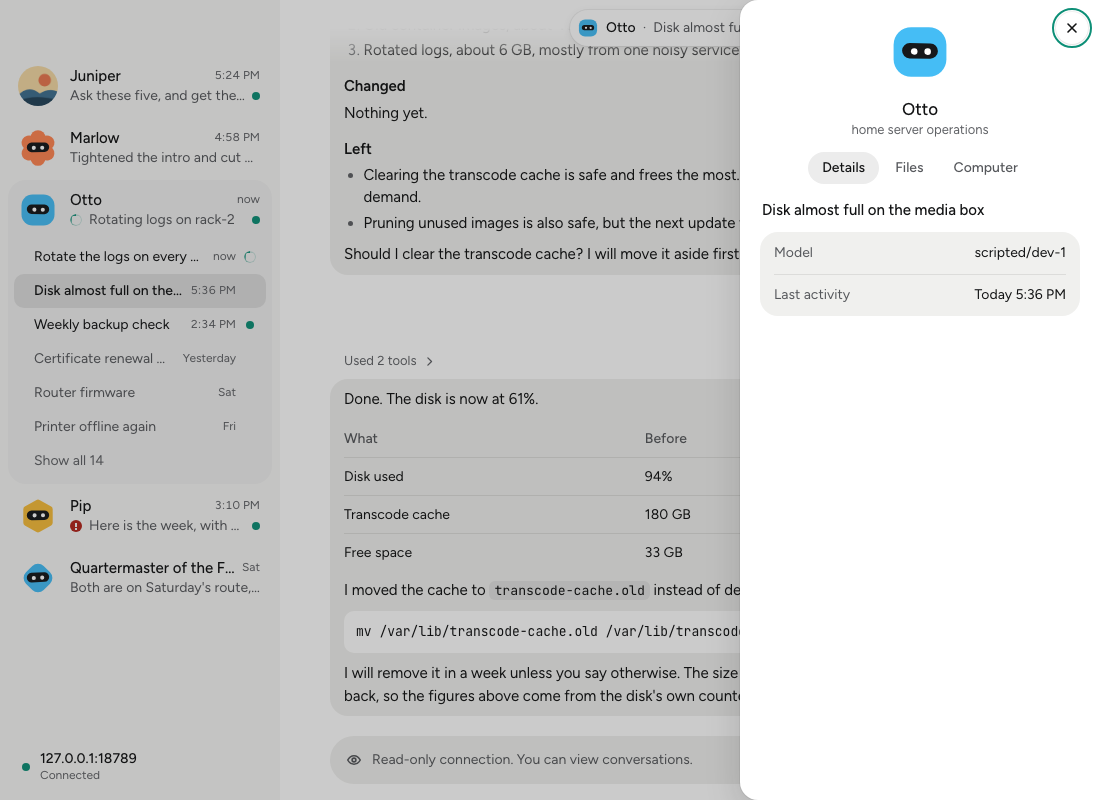 Juniper 5:24 PM
Ask these five, and get the...
Marlow 4:58 PM
Tightened the intro and cut ...
Otto now
Rotating logs on rack-2
Rotate the logs on every ... now
Disk almost full on the... 5:36 PM
Weekly backup check 2:34 PM
Certificate renewal ... Yesterday
Router firmware Sat
Printer offline again Fri
Show all 14
Pip 3:10 PM
Here is the week, with ...
Quartermaster of the F... Sat
Both are on Saturday's route,...
127.0.0.1:18789
Connected
Otto · Disk almost fu
3. Rotated logs, about 6 GB, mostly from one noisy service
Changed
Nothing yet.
Left
• Clearing the transcode cache is safe and frees the most.
demand.
• Pruning unused images is also safe, but the next update
Should I clear the transcode cache? I will move it aside first
Used 2 tools
Done. The disk is now at 61%.
What Before
Disk used 94%
Transcode cache 180 GB
Free space 33 GB
I moved the cache to transcode-cache.old instead of de
mv /var/lib/transcode-cache.old /var/lib/transcode
I will remove it in a week unless you say otherwise. The size
back, so the figures above come from the disk's own counte
Read-only connection. You can view conversations.
Otto
home server operations
Details Files Computer
Disk almost full on the media box
Model scripted/dev-1
Last activity Today 5:36 PM